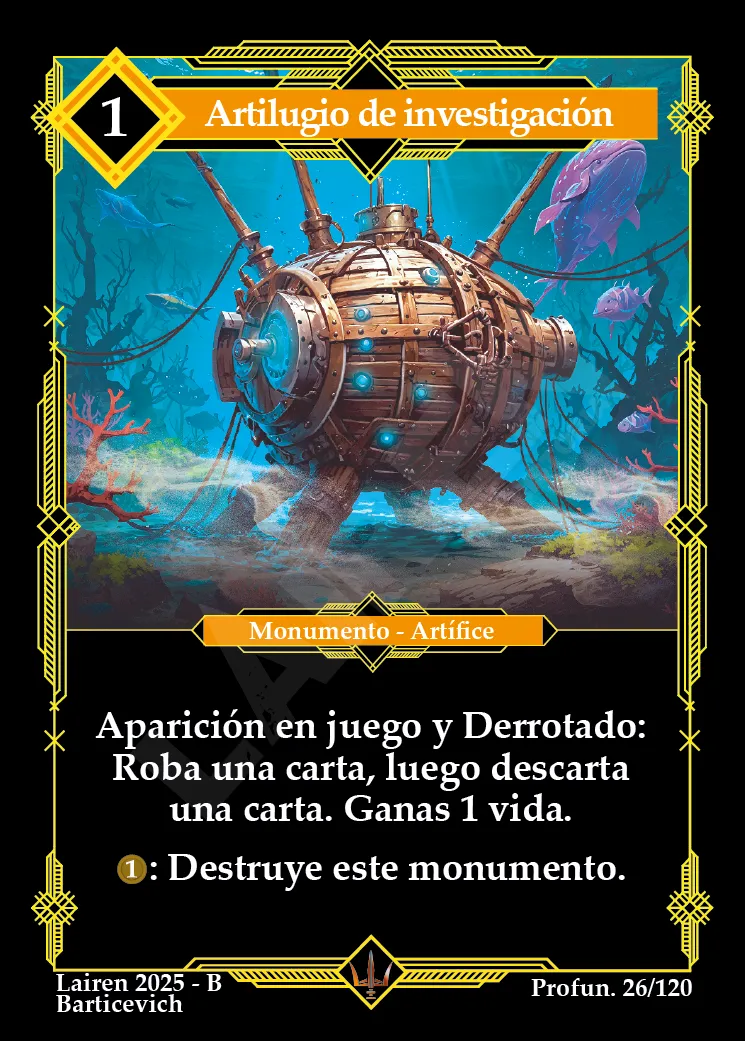 1
Artilugio de investigación
Monumento - Artífice
Aparición en juego y Derrotado:
Roba una carta, luego descarta
una carta. Ganas 1 vida.
1: Destruye este monumento.
Lairen 2025 - B
Barticevich
Profun. 26/120